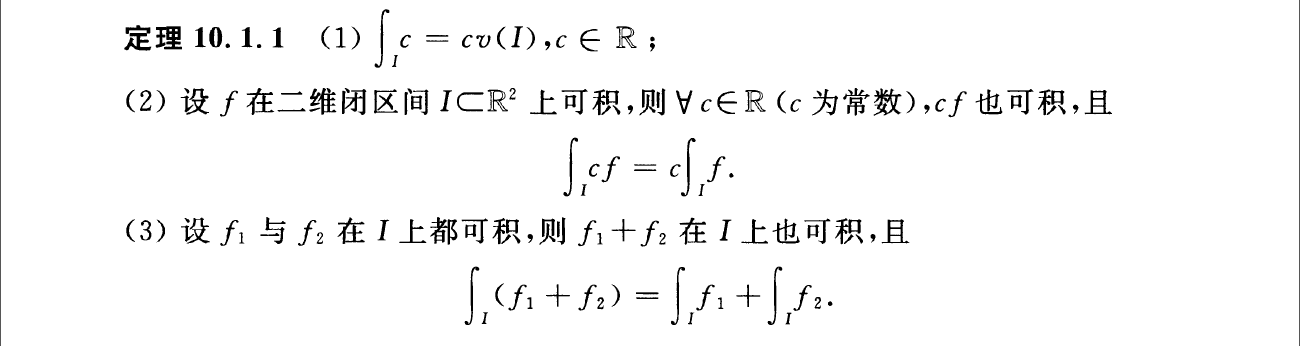 定理 10.1.1 (1) ∫_I c = cv(I), c ∈ ℝ;
(2) 设 f 在二维闭区间 I⊂ℝ² 上可积,则 ∀ c∈ℝ (c 为常数),cf 也可积,且
∫_I cf = c∫_I f.
(3) 设 f₁ 与 f₂ 在 I 上都可积,则 f₁+f₂ 在 I 上也可积,且
∫_I (f₁ + f₂) = ∫_I f₁ + ∫_I f₂.